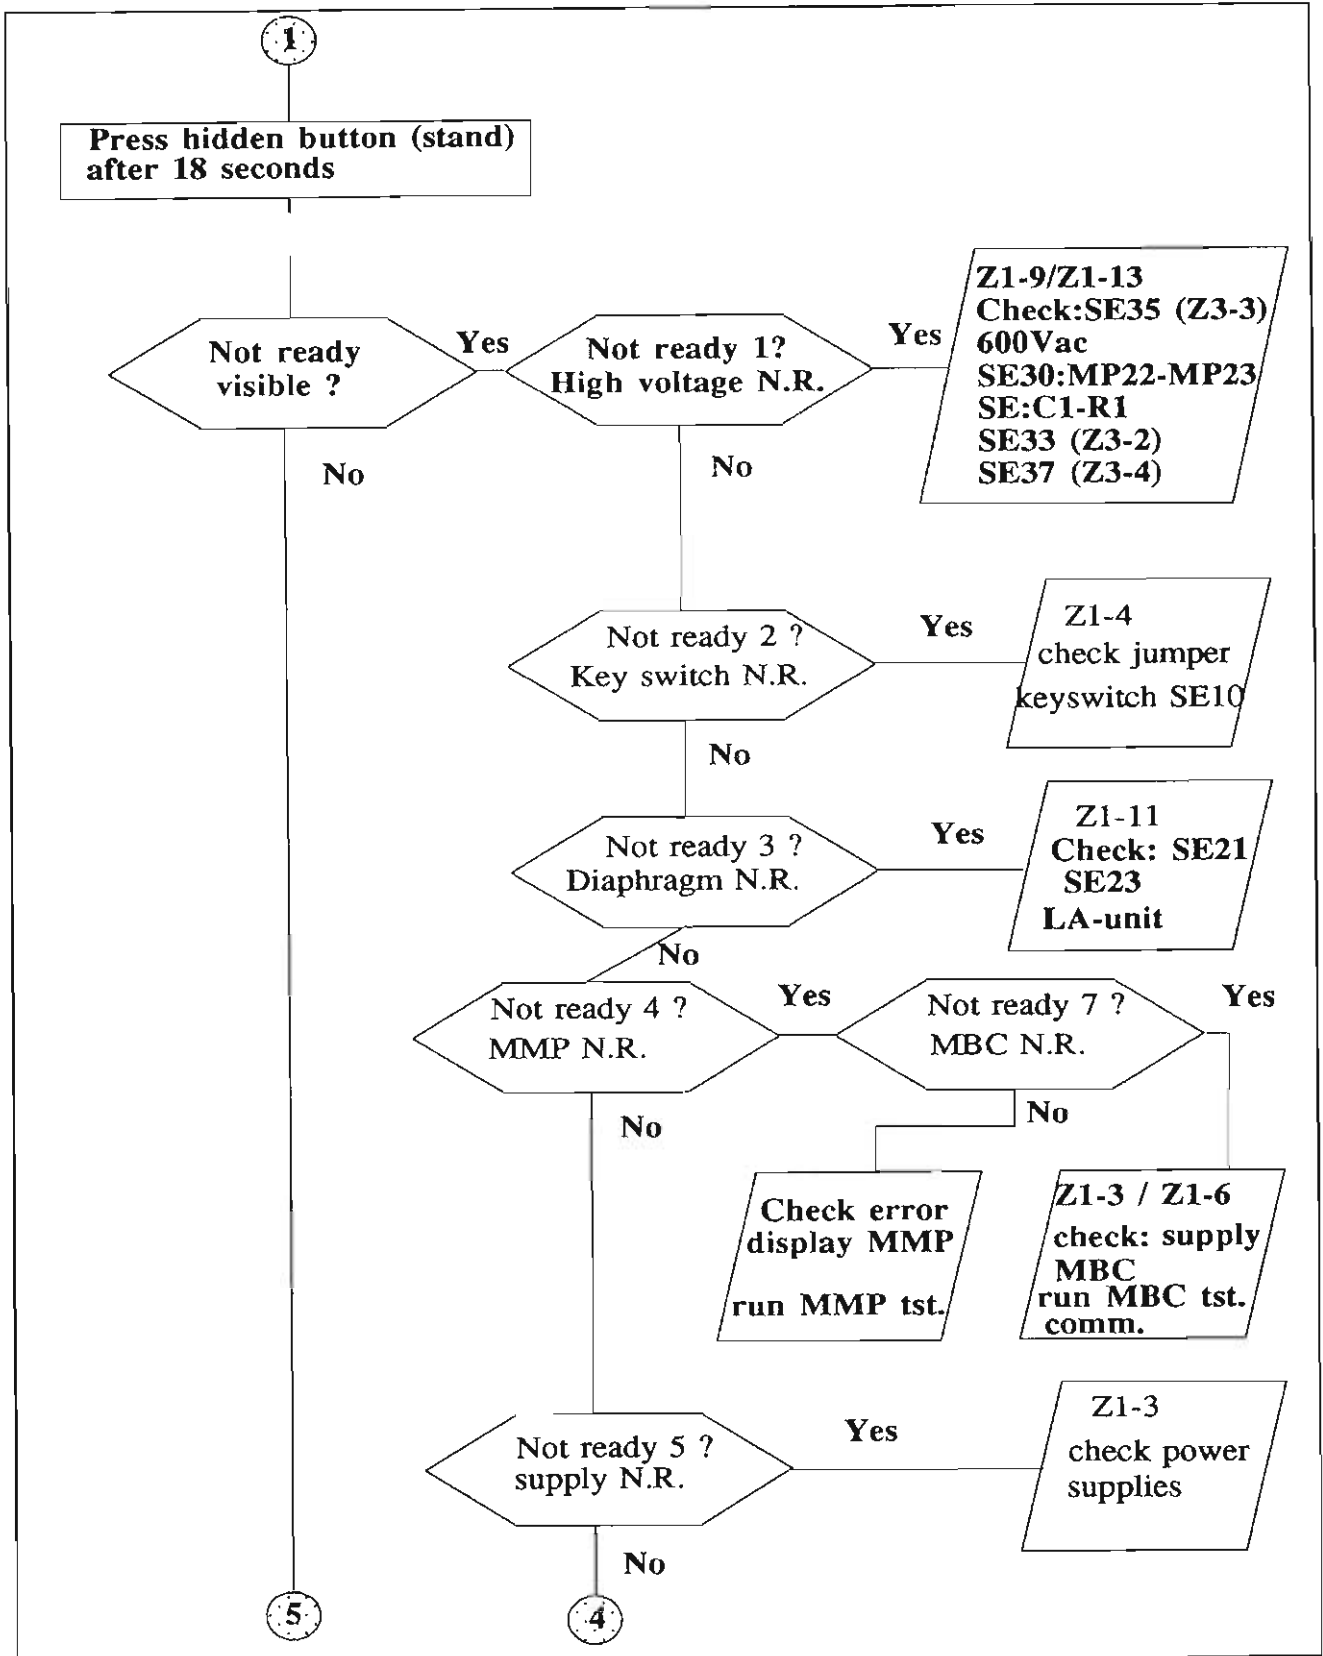 1
Press hidden button (stand)
after 18 seconds
Not ready
visible ?
Yes
No
Not ready 1?
High voltage N.R.
Yes
No
Z1-9/Z1-13
Check:SE35 (Z3-3)
600Vac
SE30:MP22-MP23
SE:C1-R1
SE33 (Z3-2)
SE37 (Z3-4)
Not ready 2 ?
Key switch N.R.
Yes
No
Z1-4
check jumper
keyswitch SE10
Not ready 3 ?
Diaphragm N.R.
Yes
No
Z1-11
Check: SE21
SE23
LA-unit
Not ready 4 ?
MMP N.R.
Yes
No
Not ready 7 ?
MBC N.R.
Yes
No
Check error
display MMP
run MMP tst.
Z1-3 / Z1-6
check: supply
MBC
run MBC tst.
comm.
Not ready 5 ?
supply N.R.
Yes
No
Z1-3
check power
supplies
5
4